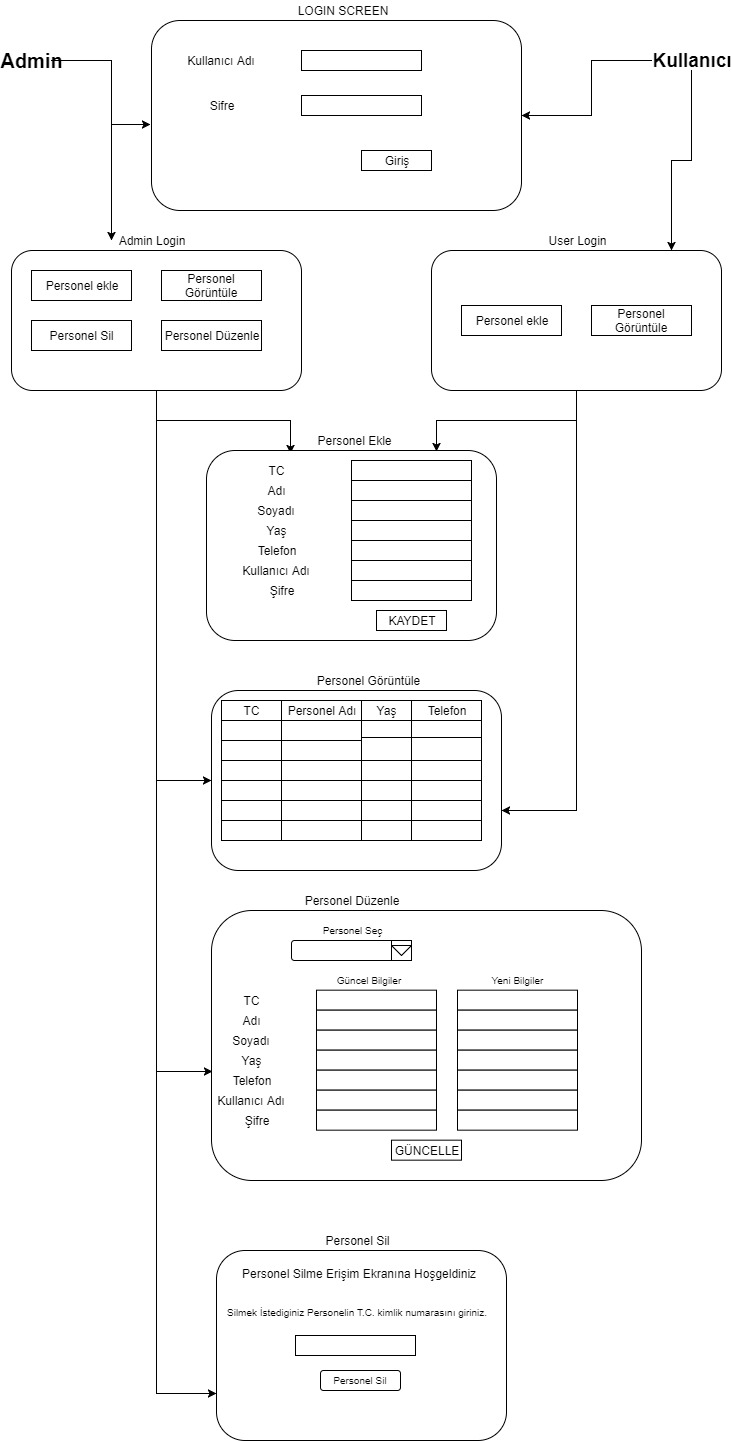 LOGIN SCREEN
Admin
Kullanıcı
Kullanıcı Adı
Sifre
Giriş
Admin Login
User Login
Personel ekle
Personel
Görüntüle
Personel Sil
Personel Düzenle
Personel ekle
Personel
Görüntüle
Personel Ekle
TC
Adı
Soyadı
Yaş
Telefon
Kullanıcı Adı
Şifre
KAYDET
Personel Görüntüle
TC Personel Adı Yaş Telefon
Personel Düzenle
Personel Seç
Güncel Bilgiler Yeni Bilgiler
TC
Adı
Soyadı
Yaş
Telefon
Kullanıcı Adı
Şifre
GÜNCELLE
Personel Sil
Personel Silme Erişim Ekranına Hoşgeldiniz
Silmek İstediginiz Personelin T.C. kimlik numarasını giriniz.
Personel Sil